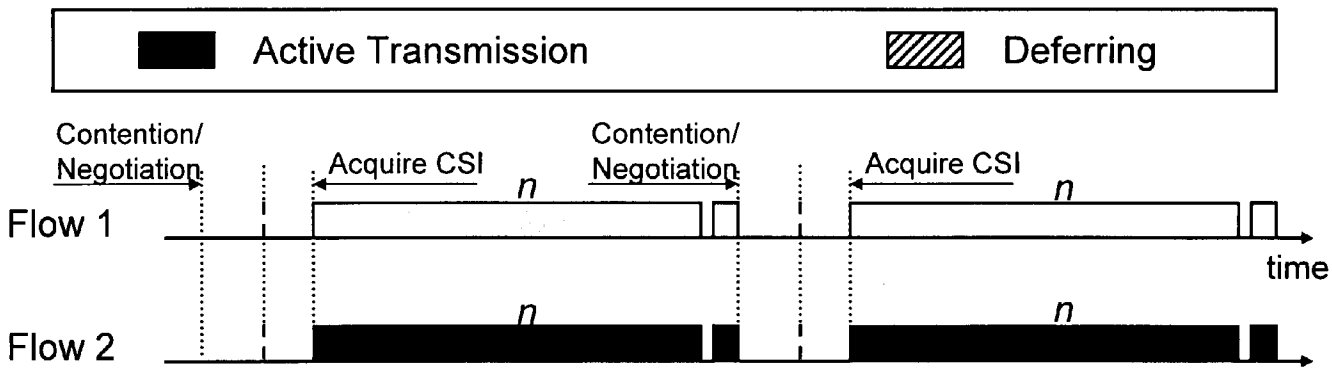 Active Transmission
Deferring
Contention/
Negotiation
Acquire CSI
n
Contention/
Negotiation
Acquire CSI
n
Flow 1
time
n
n
Flow 2